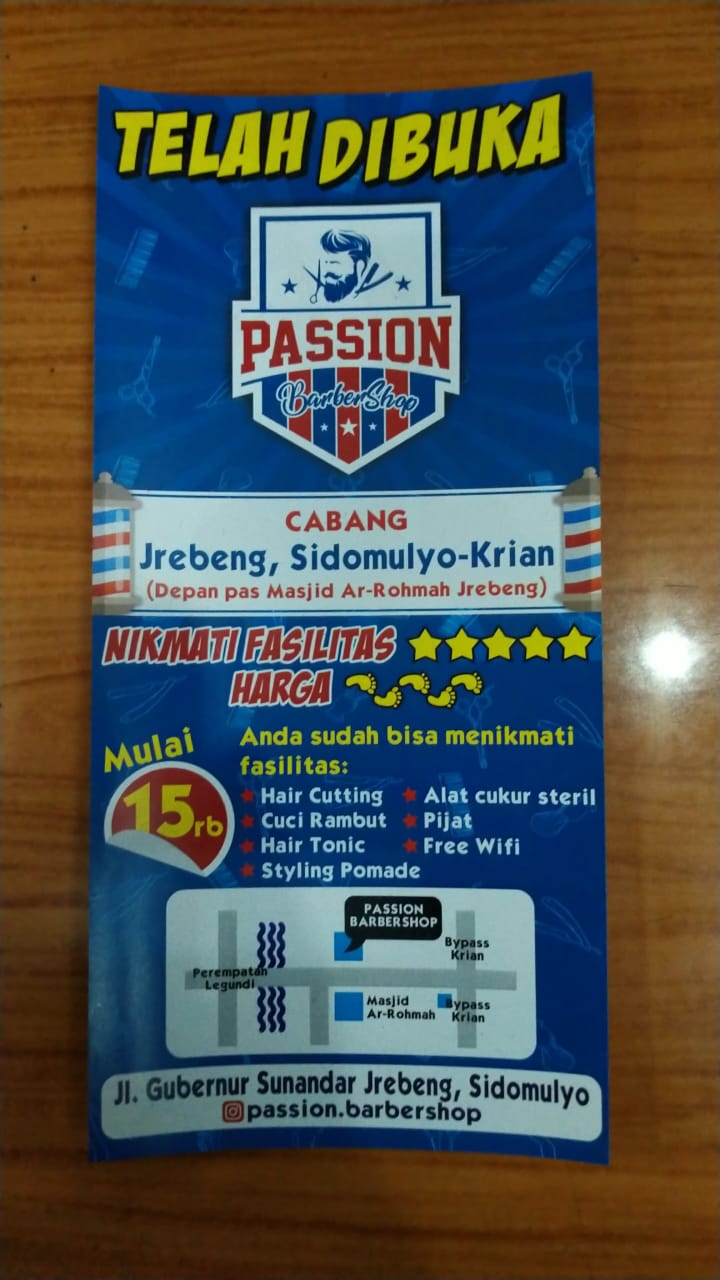 TELAH DIBUKA
PASSION
BarberShop
CABANG
Jrebeng, Sidomulyo-Krian
(Depan pas Masjid Ar-Rohmah Jrebeng)
NIKMATI FASILITAS
HARGA
Mulai
15rb
Anda sudah bisa menikmati
fasilitas:
Hair Cutting
Cuci Rambut
Hair Tonic
Styling Pomade
Alat cukur steril
Pijat
Free Wifi
PASSION
BARBERSHOP
Bypass
Krian
Perempatan
Legundi
Masjid
Ar-Rohmah
Bypass
Krian
Jl. Gubernur Sunandar Jrebeng, Sidomulyo
passion.barbershop